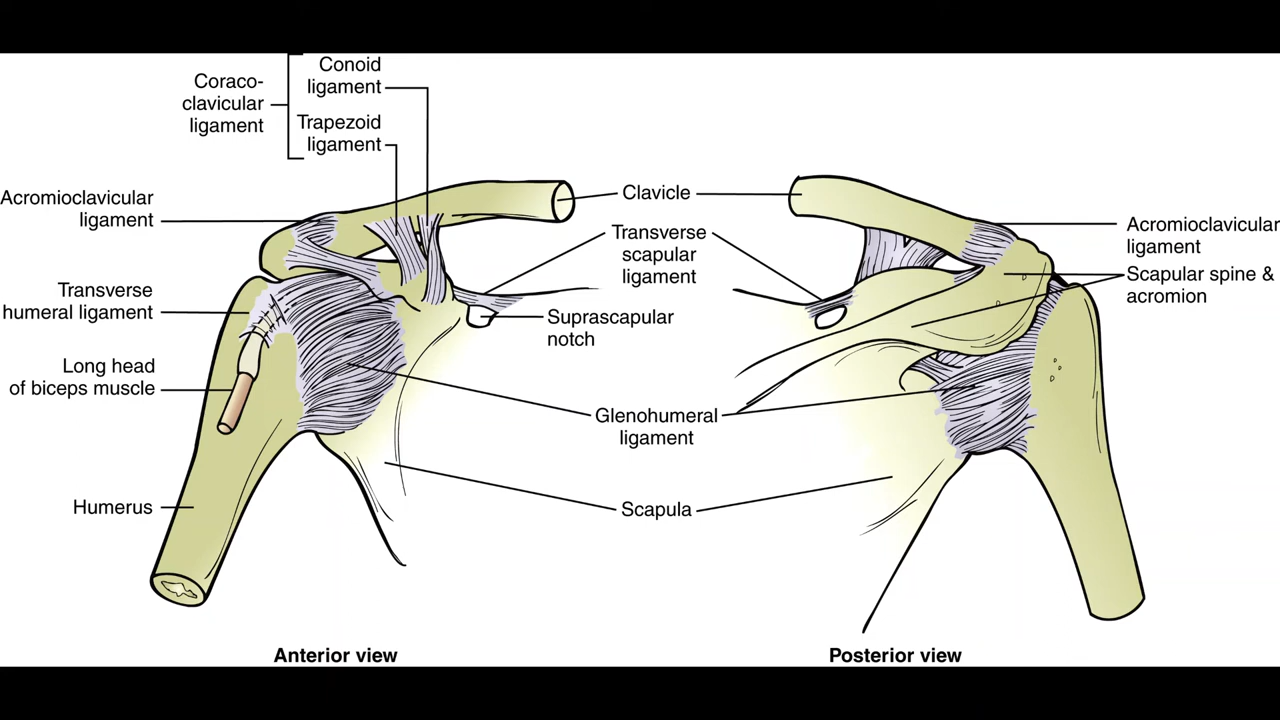 Coraco-
clavicular
ligament
Conoid
ligament
Trapezoid
ligament
Acromioclavicular
ligament
Transverse
humeral ligament
Long head
of biceps muscle
Humerus
Clavicle
Transverse
scapular
ligament
Suprascapular
notch
Glenohumeral
ligament
Scapula
Acromioclavicular
ligament
Scapular spine &
acromion
Anterior view
Posterior view